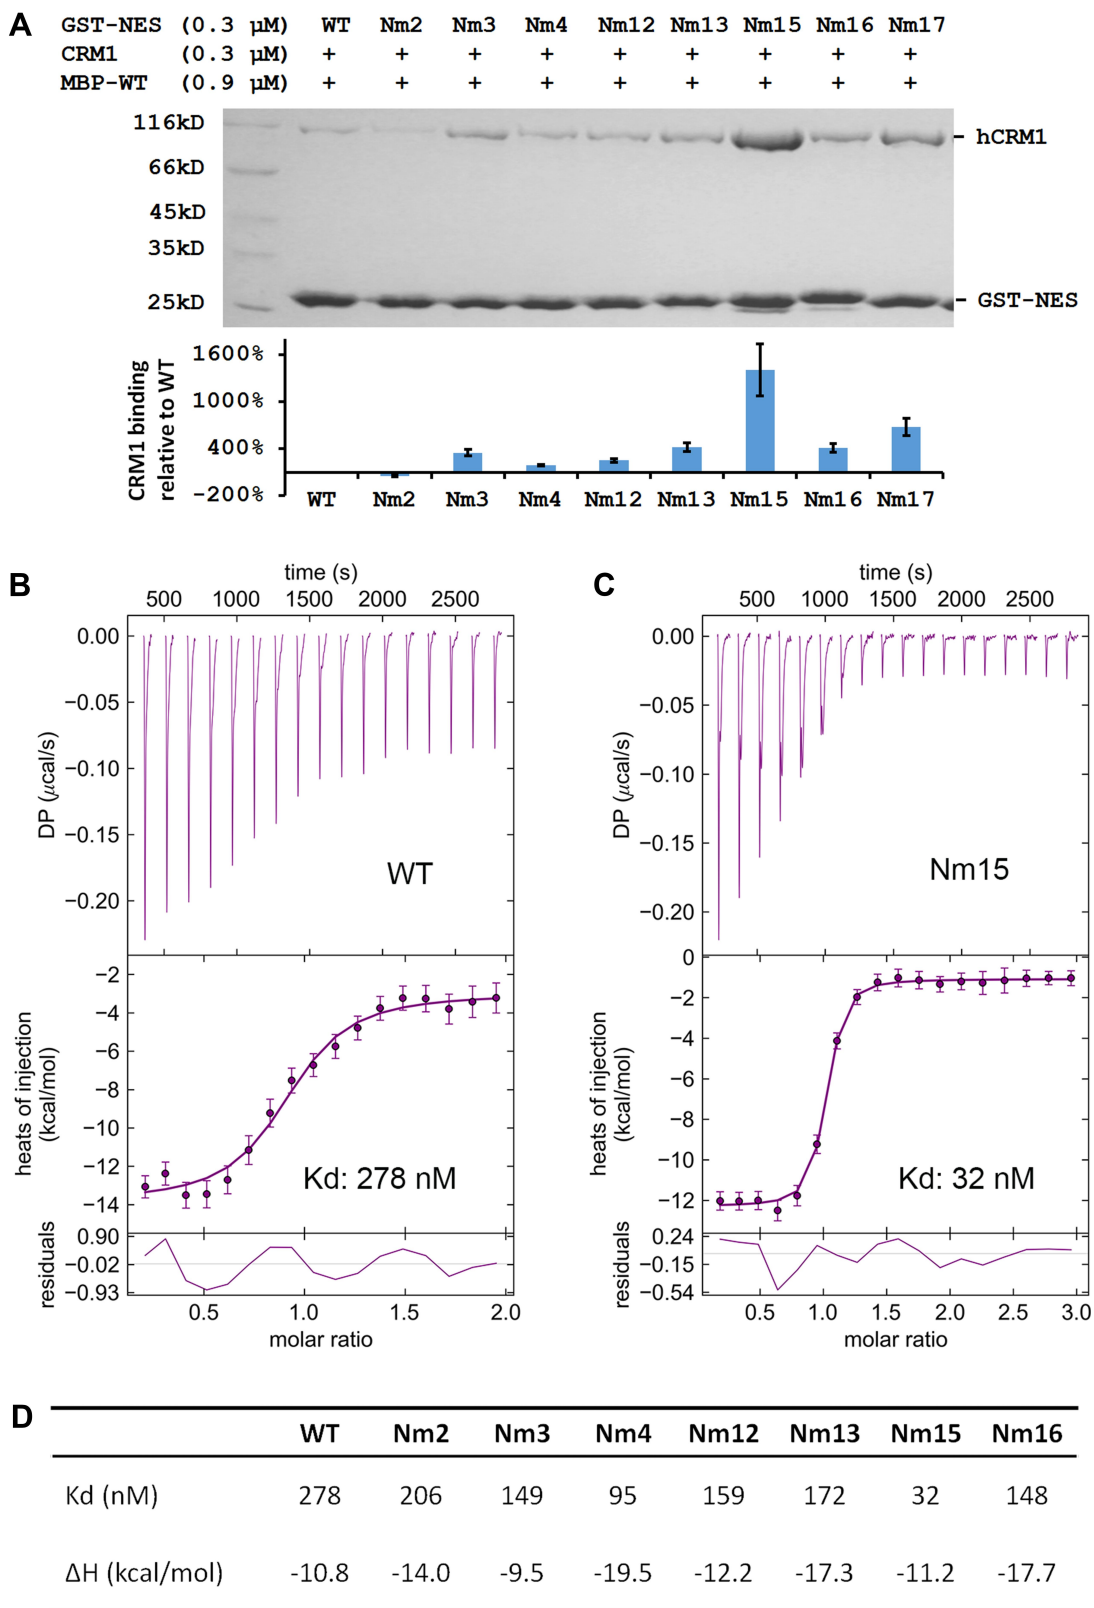 A
GST-NES (0.3 µM) WT Nm2 Nm3 Nm4 Nm12 Nm13 Nm15 Nm16 Nm17
CRM1 (0.3 µM) + + + + + + + + +
MBP-WT (0.9 µM) + + + + + + + + +
116kD
hCRM1
66kD
45kD
35kD
25kD
GST-NES
CRM1 binding
relative to WT
1600%
1000%
400%
-200%
WT Nm2 Nm3 Nm4 Nm12 Nm13 Nm15 Nm16 Nm17
B
time (s)
500 1000 1500 2000 2500
0.00
−0.05
−0.10
−0.15
−0.20
DP (µcal/s)
WT
−2
−4
−6
−8
−10
−12
−14
heats of injection
(kcal/mol)
Kd: 278 nM
0.90
−0.02
−0.93
residuals
0.5 1.0 1.5 2.0
molar ratio
C
time (s)
500 1000 1500 2000 2500
0.00
−0.05
−0.10
−0.15
−0.20
DP (µcal/s)
Nm15
0
−2
−4
−6
−8
−10
−12
heats of injection
(kcal/mol)
Kd: 32 nM
0.24
−0.15
−0.54
residuals
0.5 1.0 1.5 2.0 2.5 3.0
molar ratio
D
WT Nm2 Nm3 Nm4 Nm12 Nm13 Nm15 Nm16
Kd (nM) 278 206 149 95 159 172 32 148
ΔH (kcal/mol) -10.8 -14.0 -9.5 -19.5 -12.2 -17.3 -11.2 -17.7